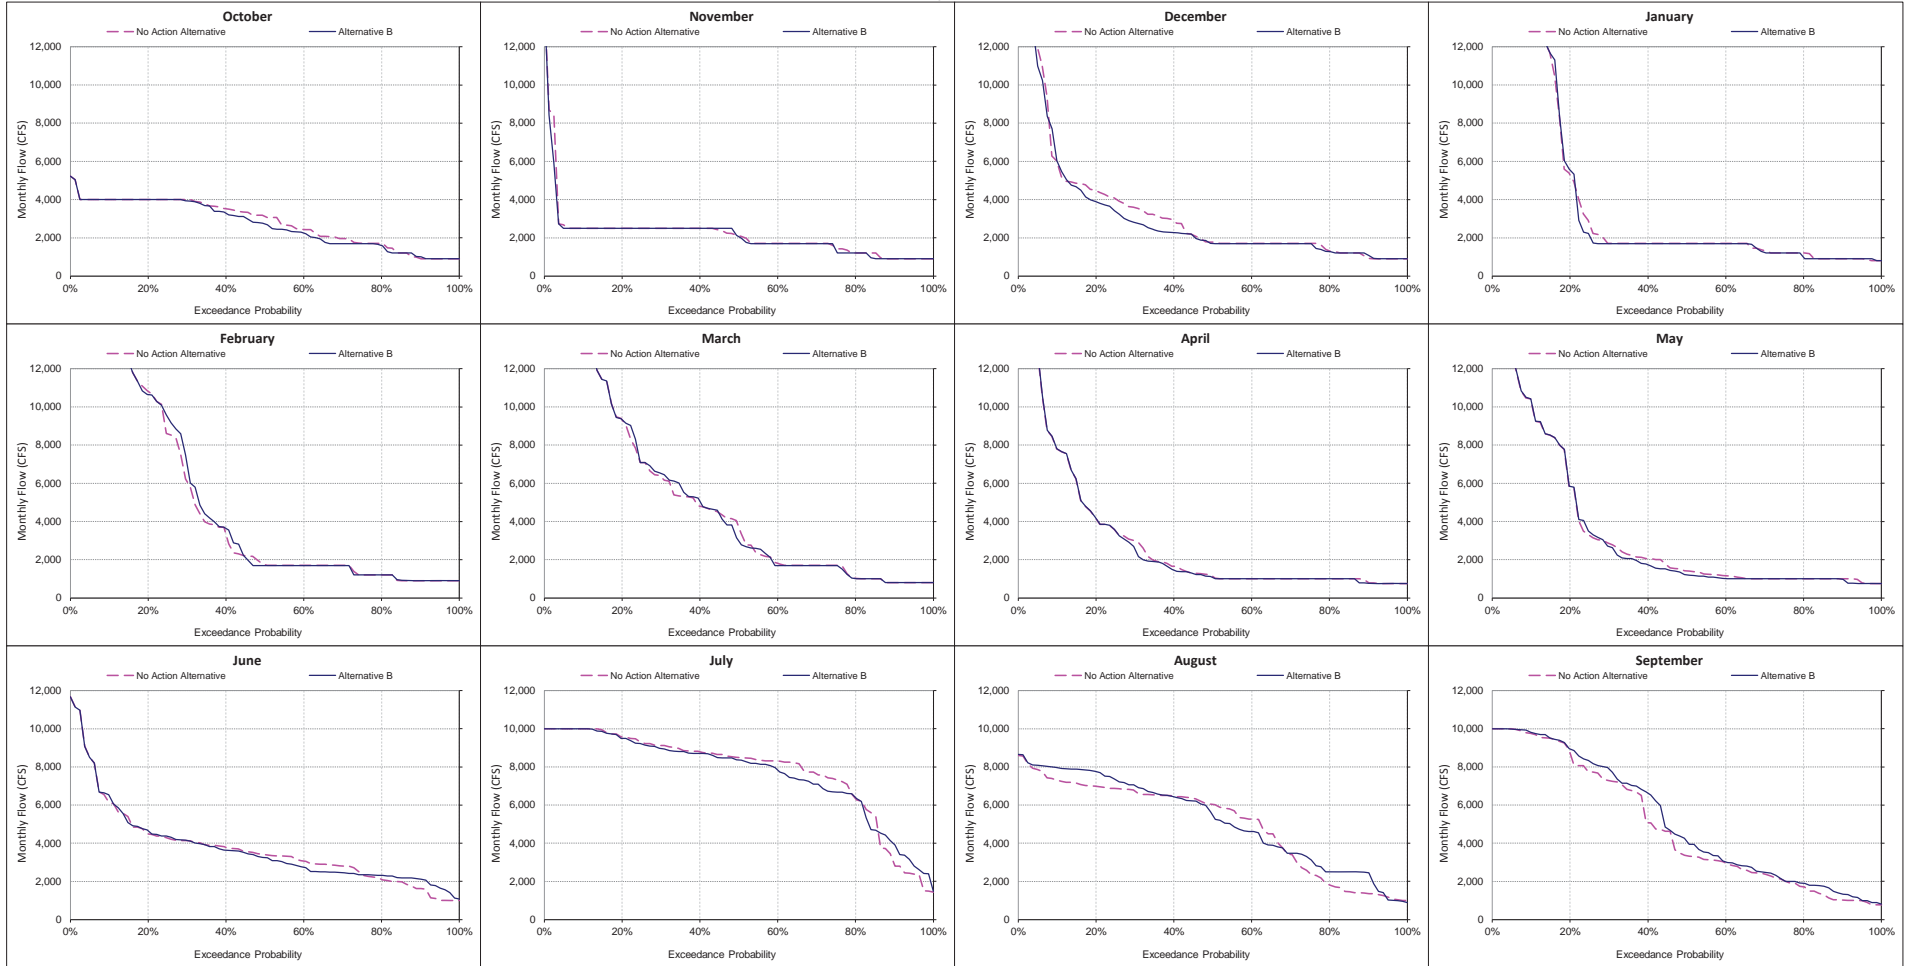 October
No Action Alternative
Alternative B
Monthly Flow (CFS)
12,000
10,000
8,000
6,000
4,000
2,000
0
0% 20% 40% 60% 80% 100%
Exceedance Probability
November
No Action Alternative
Alternative B
Monthly Flow (CFS)
12,000
10,000
8,000
6,000
4,000
2,000
0
0% 20% 40% 60% 80% 100%
Exceedance Probability
December
No Action Alternative
Alternative B
Monthly Flow (CFS)
12,000
10,000
8,000
6,000
4,000
2,000
0
0% 20% 40% 60% 80% 100%
Exceedance Probability
January
No Action Alternative
Alternative B
Monthly Flow (CFS)
12,000
10,000
8,000
6,000
4,000
2,000
0
0% 20% 40% 60% 80% 100%
Exceedance Probability
February
No Action Alternative
Alternative B
Monthly Flow (CFS)
12,000
10,000
8,000
6,000
4,000
2,000
0
0% 20% 40% 60% 80% 100%
Exceedance Probability
March
No Action Alternative
Alternative B
Monthly Flow (CFS)
12,000
10,000
8,000
6,000
4,000
2,000
0
0% 20% 40% 60% 80% 100%
Exceedance Probability
April
No Action Alternative
Alternative B
Monthly Flow (CFS)
12,000
10,000
8,000
6,000
4,000
2,000
0
0% 20% 40% 60% 80% 100%
Exceedance Probability
May
No Action Alternative
Alternative B
Monthly Flow (CFS)
12,000
10,000
8,000
6,000
4,000
2,000
0
0% 20% 40% 60% 80% 100%
Exceedance Probability
June
No Action Alternative
Alternative B
Monthly Flow (CFS)
12,000
10,000
8,000
6,000
4,000
2,000
0
0% 20% 40% 60% 80% 100%
Exceedance Probability
July
No Action Alternative
Alternative B
Monthly Flow (CFS)
12,000
10,000
8,000
6,000
4,000
2,000
0
0% 20% 40% 60% 80% 100%
Exceedance Probability
August
No Action Alternative
Alternative B
Monthly Flow (CFS)
12,000
10,000
8,000
6,000
4,000
2,000
0
0% 20% 40% 60% 80% 100%
Exceedance Probability
September
No Action Alternative
Alternative B
Monthly Flow (CFS)
12,000
10,000
8,000
6,000
4,000
2,000
0
0% 20% 40% 60% 80% 100%
Exceedance Probability